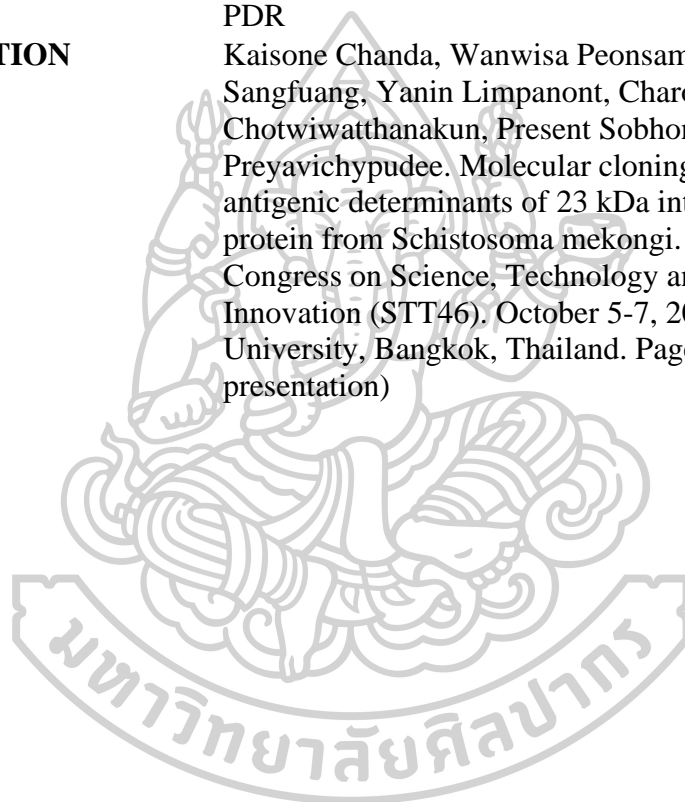 PDR
TION Kaisone Chanda, Wanwisa Peonsam
Sangfuang, Yanin Limpanont, Charo
Chotwiwatthanakun, Present Sobhor
Preyavichypudee. Molecular cloning
antigenic determinants of 23 kDa int
protein from Schistosoma mekongi.
Congress on Science, Technology an
Innovation (STT46). October 5-7, 20
University, Bangkok, Thailand. Page
presentation)
มหาวิทยาลัยศิลปากร